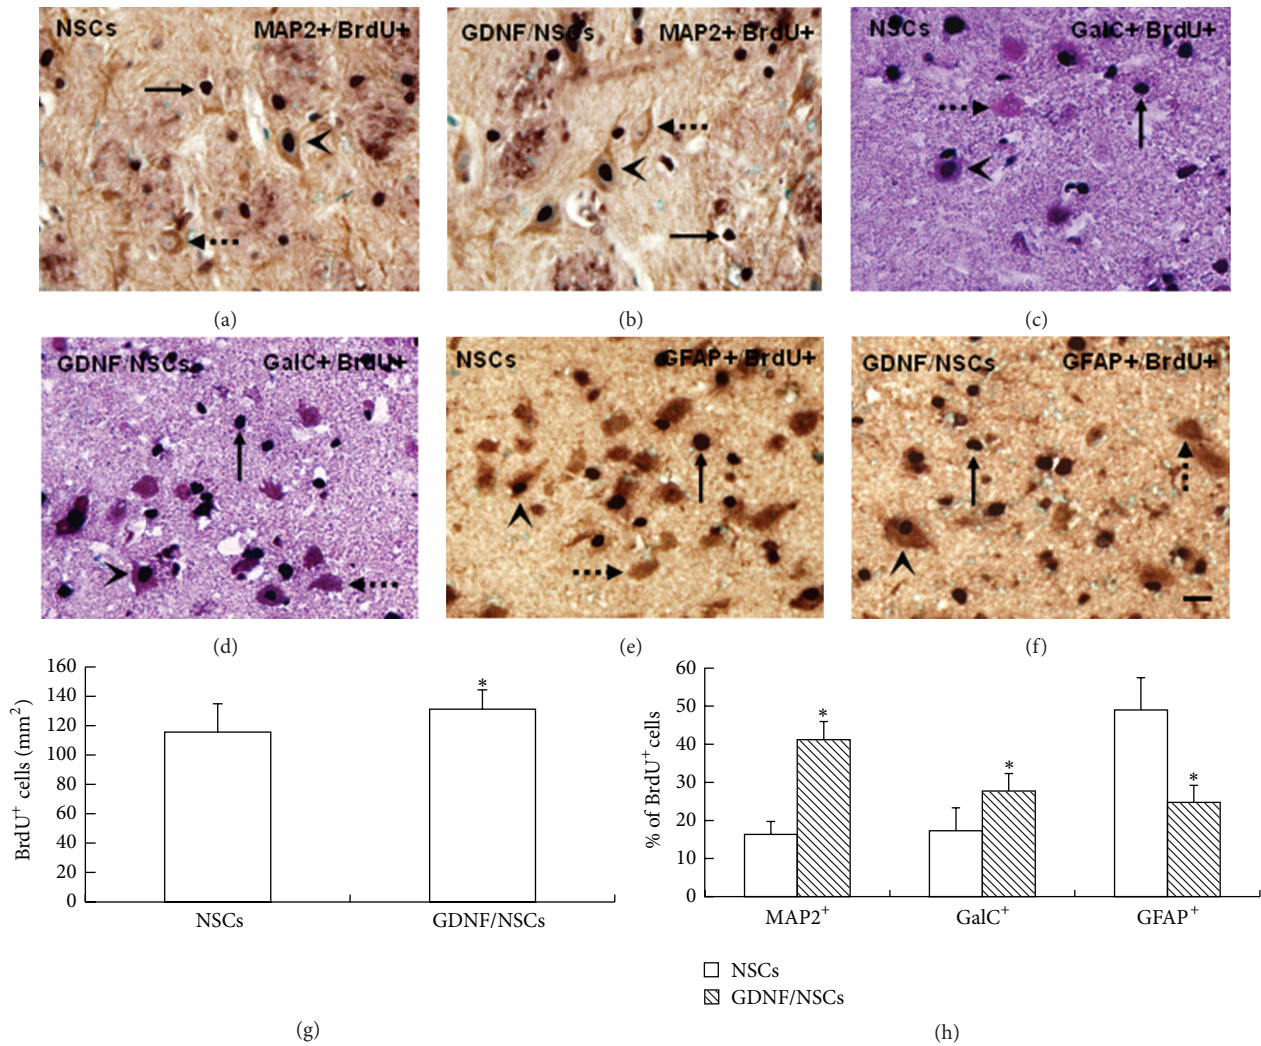 NSCs MAP2+/BrdU+
GDNF/NSCs MAP2+/BrdU+
NSCs GalC+ BrdU+
(a)
(b)
(c)
GDNF/NSCs GalC+ BrdU+
NSCs GFAP+/BrdU+
GDNF/NSCs GFAP+/BrdU+
(d)
(e)
(f)
BrdU⁺ cells (mm²)
160
140
120
100
80
60
40
20
0
*
NSCs GDNF/NSCs
(g)
% of BrdU⁺ cells
60
50
40
30
20
10
0
* * *
MAP2⁺ GalC⁺ GFAP⁺
NSCs
GDNF/NSCs
(h)